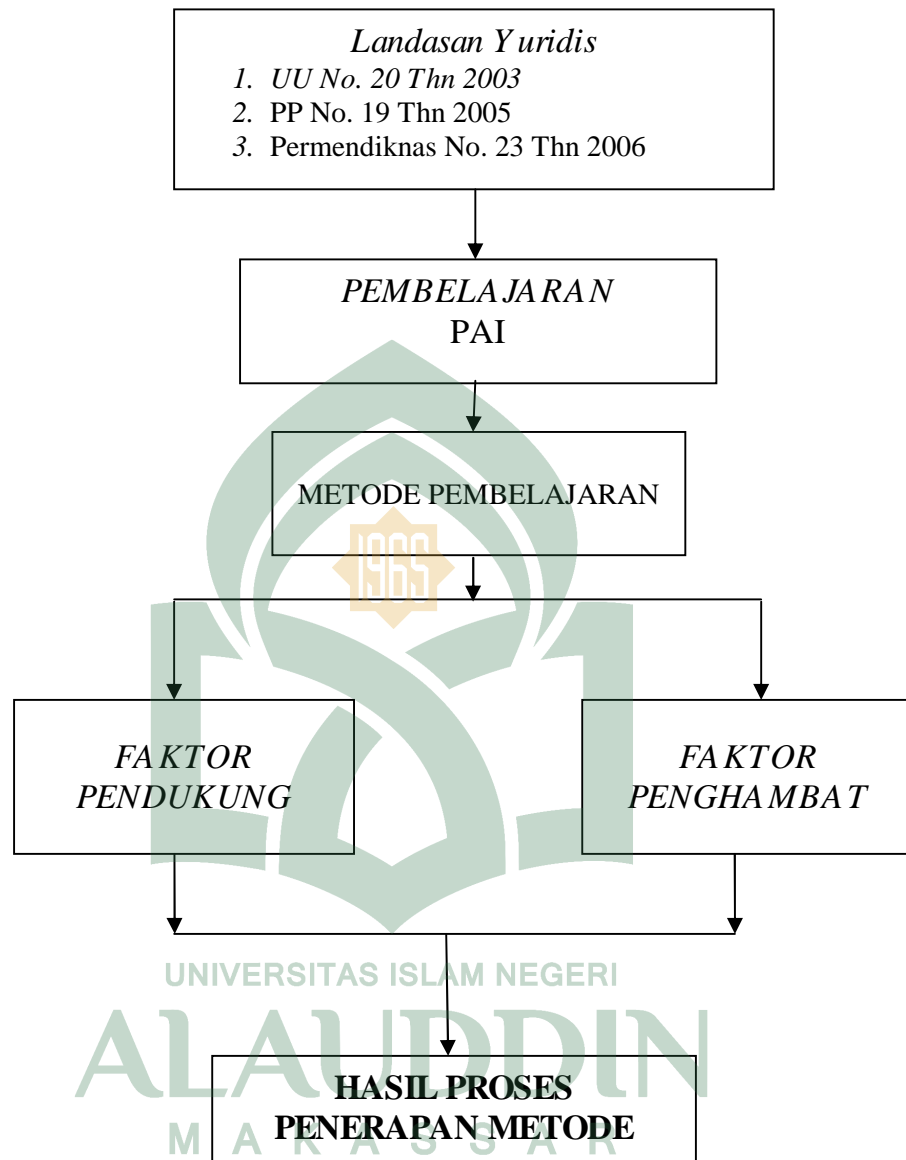 Landasan Yuridis
1. UU No. 20 Thn 2003
2. PP No. 19 Thn 2005
3. Permendiknas No. 23 Thn 2006
PEMBELAJARAN
PAI
METODE PEMBELAJARAN
1965
FAKTOR
PENDUKUNG
FAKTOR
PENGHAMBAT
UNIVERSITAS ISLAM NEGERI
ALAUDDIN
HASIL PROSES
PENERAPAN METODE
MAKASSAR